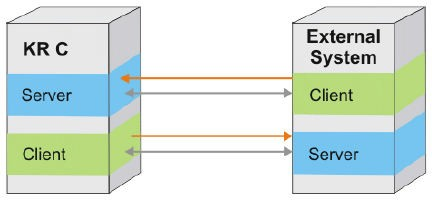 KR C
Server
Client
External
System
Client
Server